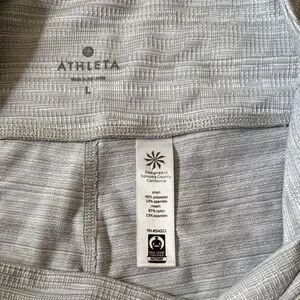 ATHLETA
L
Designed in
Sonoma County,
California
shell:
86% polyester
14% spandex
mesh:
87% nylon
13% spandex